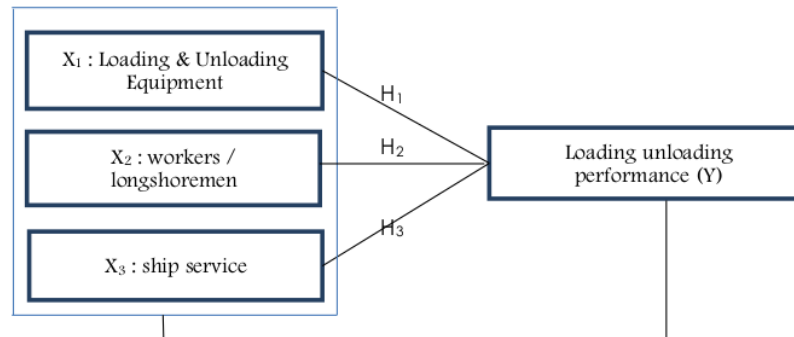 X₁ : Loading & Unloading
Equipment
H₁
X₂ : workers /
longshoremen
H₂
Loading unloading
performance (Y)
H₃
X₃ : ship service